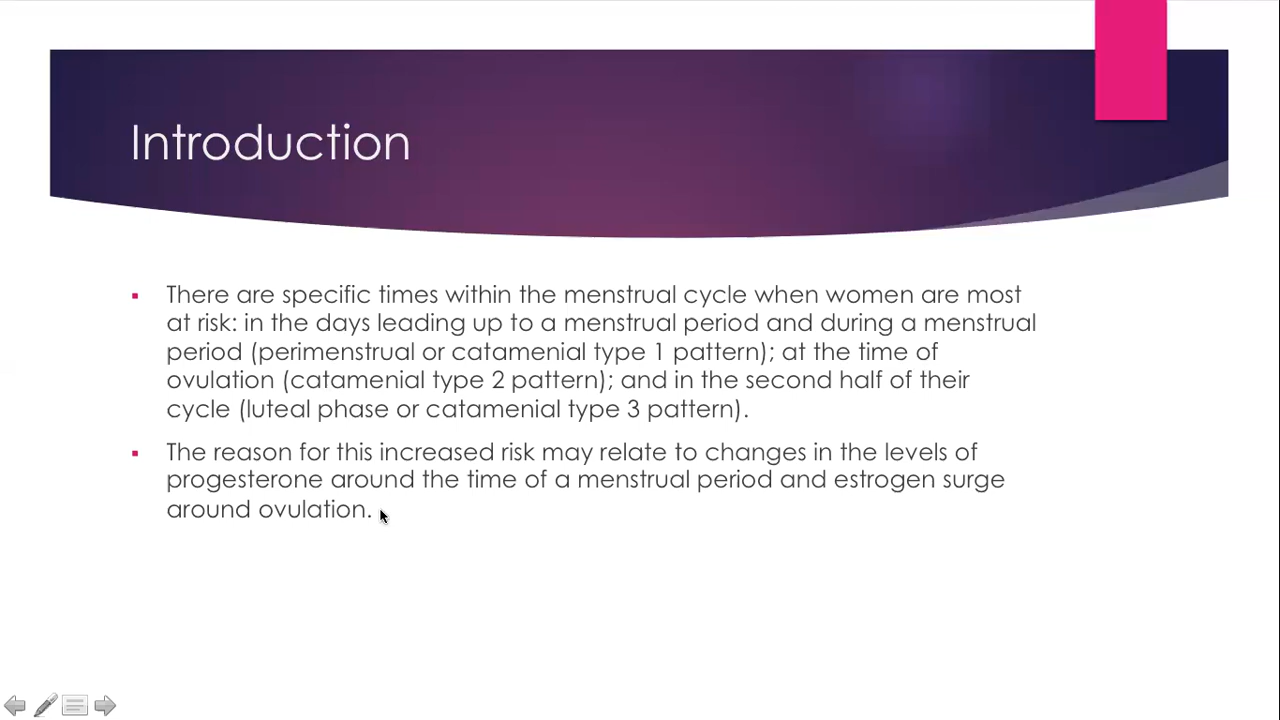 Introduction
There are specific times within the menstrual cycle when women are most
at risk: in the days leading up to a menstrual period and during a menstrual
period (perimenstrual or catamenial type 1 pattern); at the time of
ovulation (catamenial type 2 pattern); and in the second half of their
cycle (luteal phase or catamenial type 3 pattern).
The reason for this increased risk may relate to changes in the levels of
progesterone around the time of a menstrual period and estrogen surge
around ovulation.